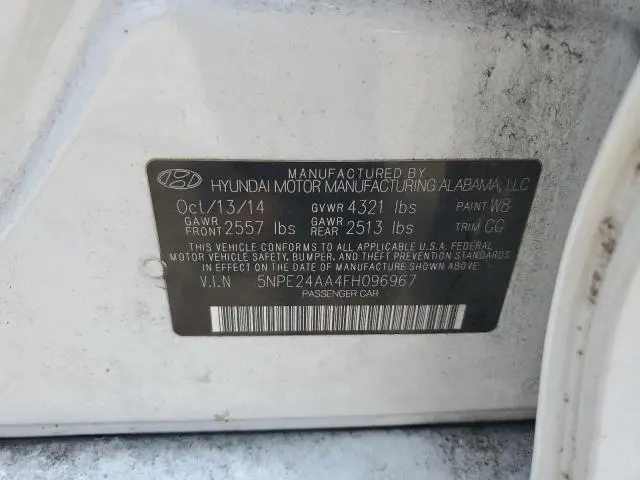 MANUFACTURED BY
HYUNDAI MOTOR MANUFACTURING ALABAMA, LLC
Oct/13/14 GVWR 4321 lbs PAINT W8
GAWR FRONT 2557 lbs GAWR REAR 2513 lbs TRIM GG
THIS VEHICLE CONFORMS TO ALL APPLICABLE U.S.A. FEDERAL
MOTOR VEHICLE SAFETY, BUMPER, AND THEFT PREVENTION STANDARDS
IN EFFECT ON THE DATE OF MANUFACTURE SHOWN ABOVE.
V.I.N 5NPE24AA4FH096967
PASSENGER CAR